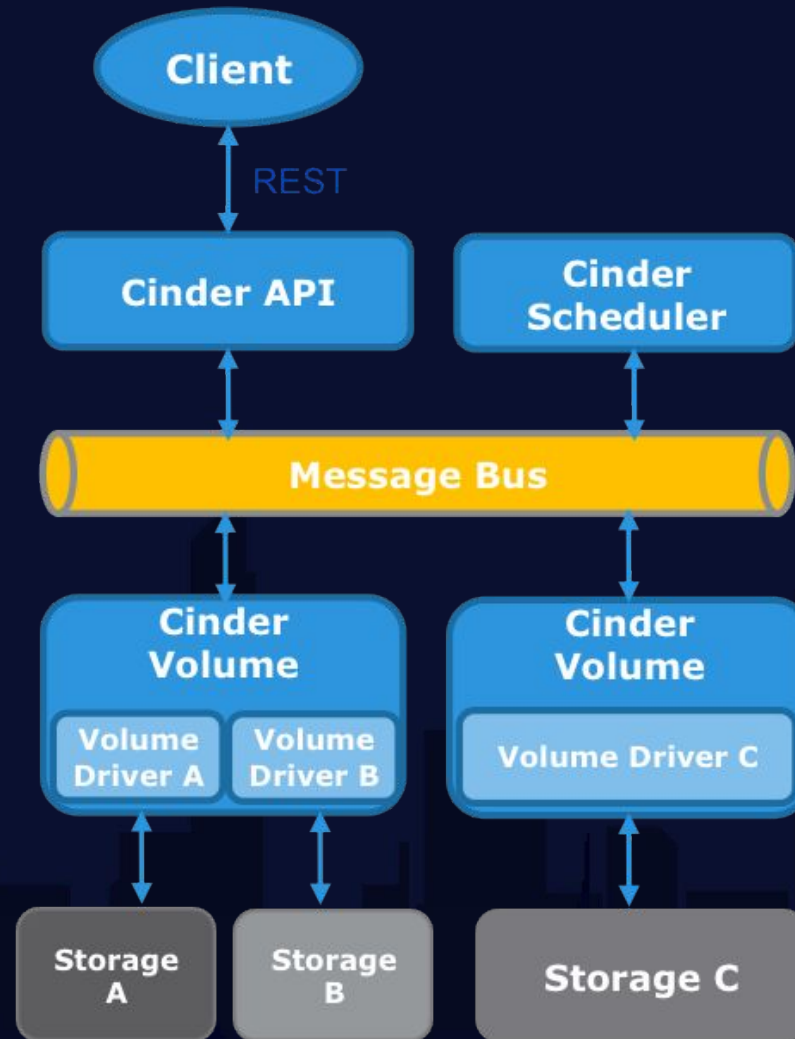 Client
REST
Cinder API
Cinder
Scheduler
Message Bus
Cinder
Volume
Volume
Driver A
Volume
Driver B
Cinder
Volume
Volume Driver C
Storage
A
Storage
B
Storage C